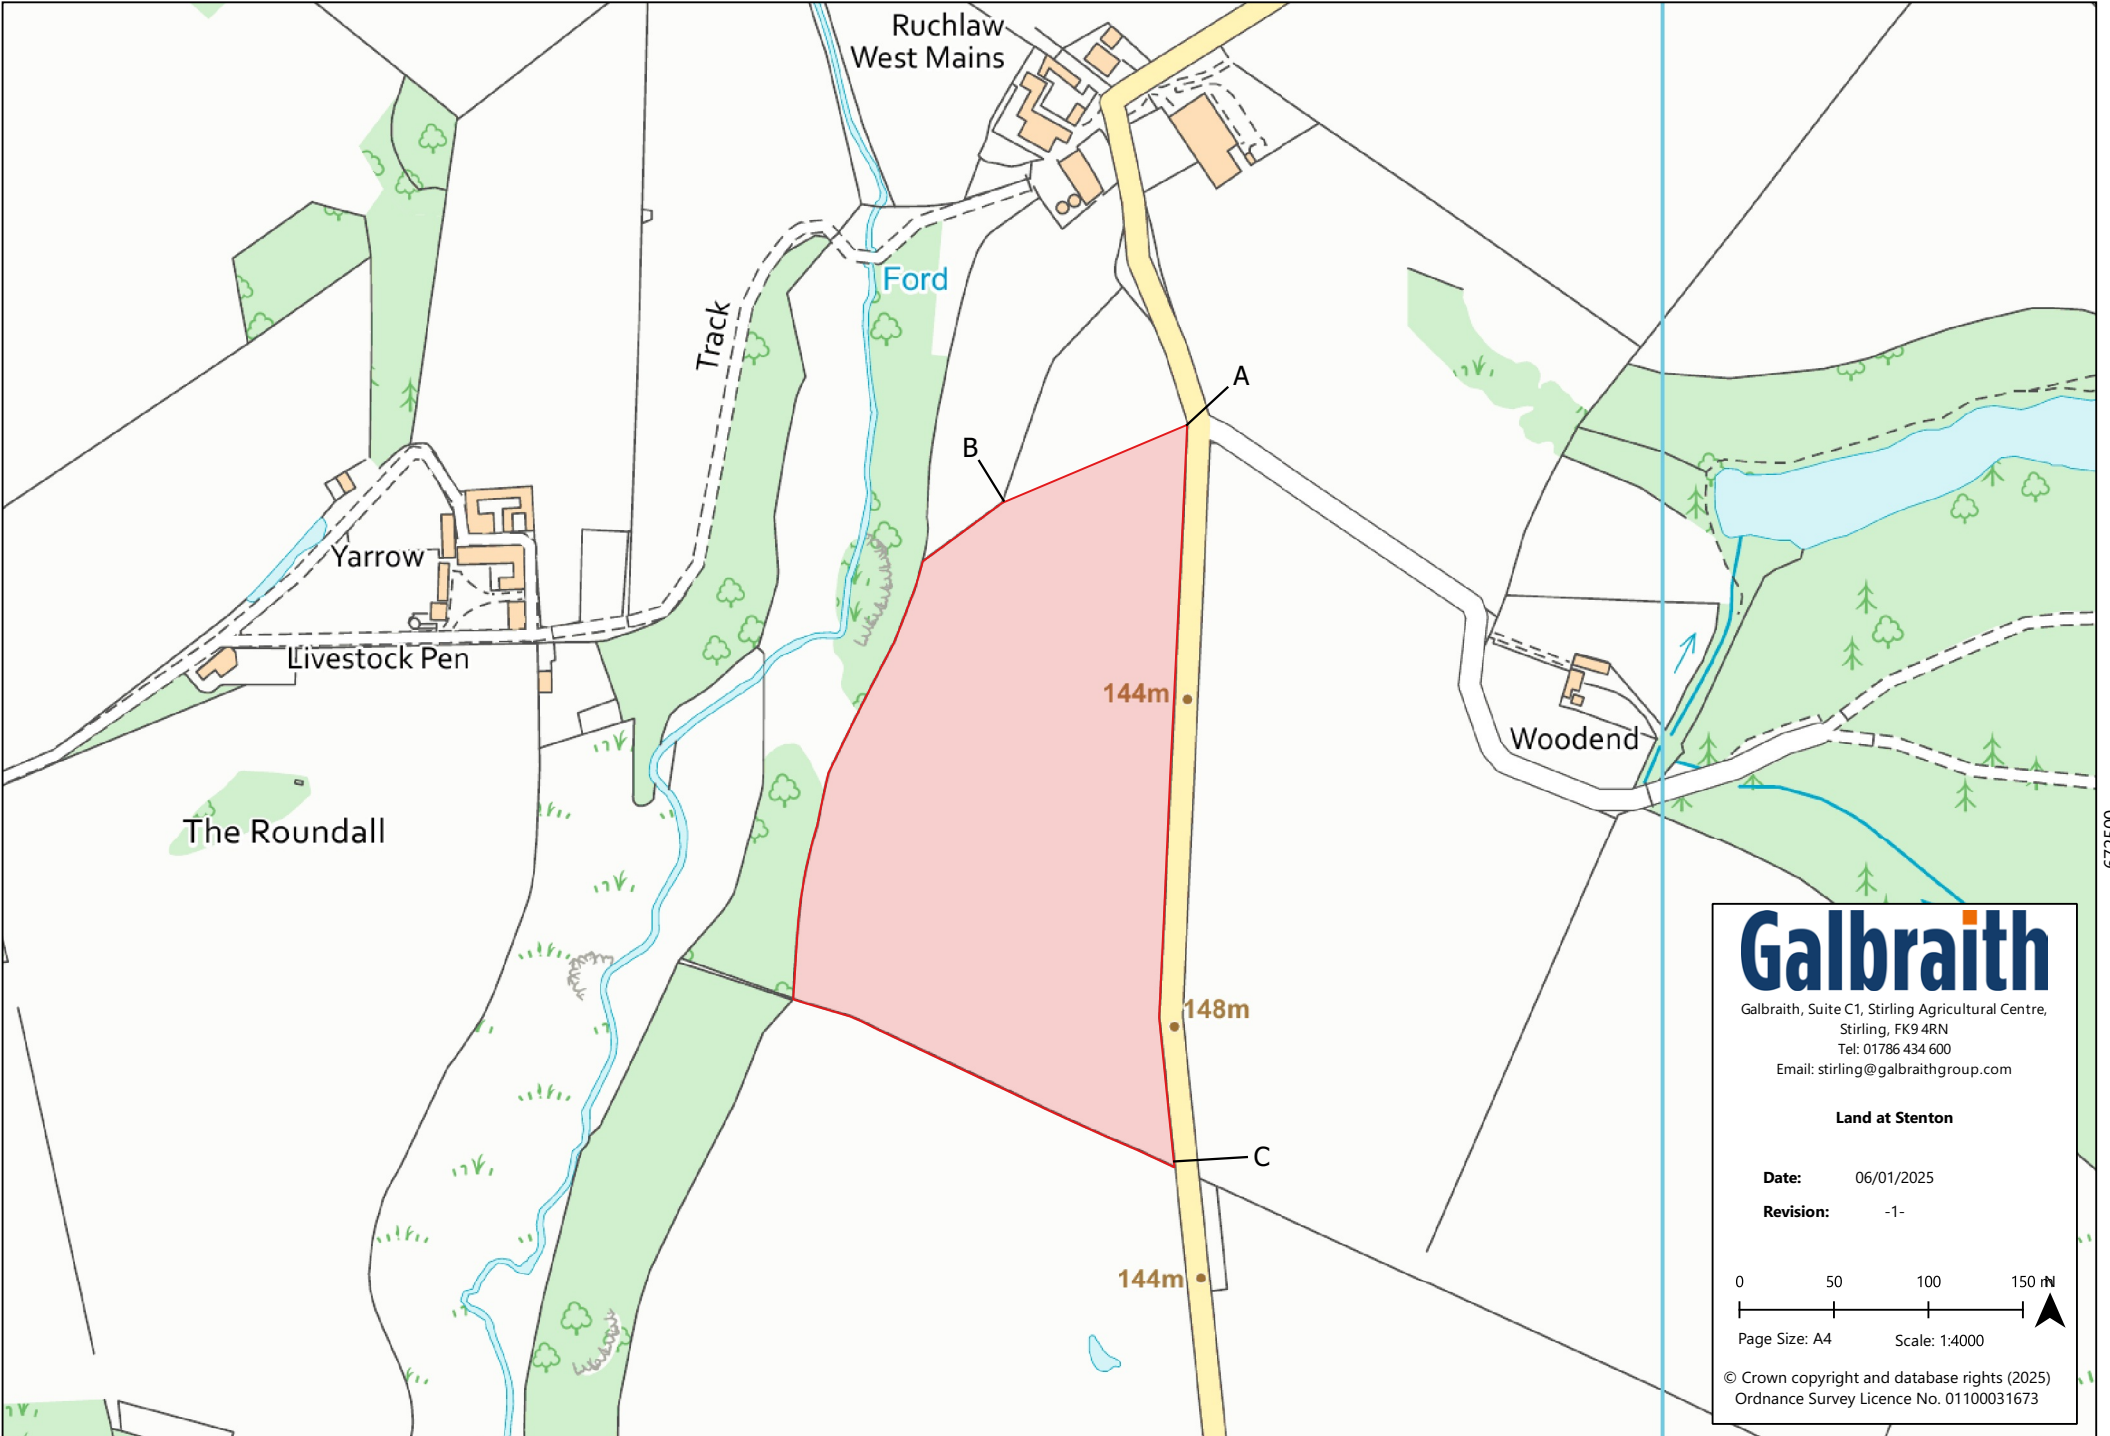 Ruchlaw
West Mains
Ford
Track
A
B
Yarrow
Livestock Pen
144m
Woodend
The Roundall
148m
C
144m
Galbraith
Galbraith, Suite C1, Stirling Agricultural Centre,
Stirling, FK9 4RN
Tel: 01786 434 600
Email: stirling@galbraithgroup.com
Land at Stenton
Date: 06/01/2025
Revision: -1-
0 50 100 150 m
N
Page Size: A4 Scale: 1:4000
© Crown copyright and database rights (2025)
Ordnance Survey Licence No. 01100031673